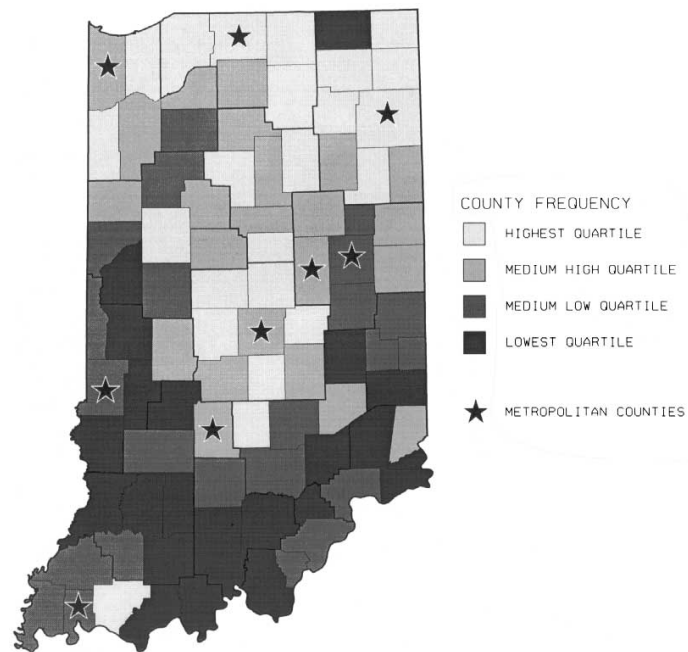 COUNTY FREQUENCY
HIGHEST QUARTILE
MEDIUM HIGH QUARTILE
MEDIUM LOW QUARTILE
LOWEST QUARTILE
METROPOLITAN COUNTIES